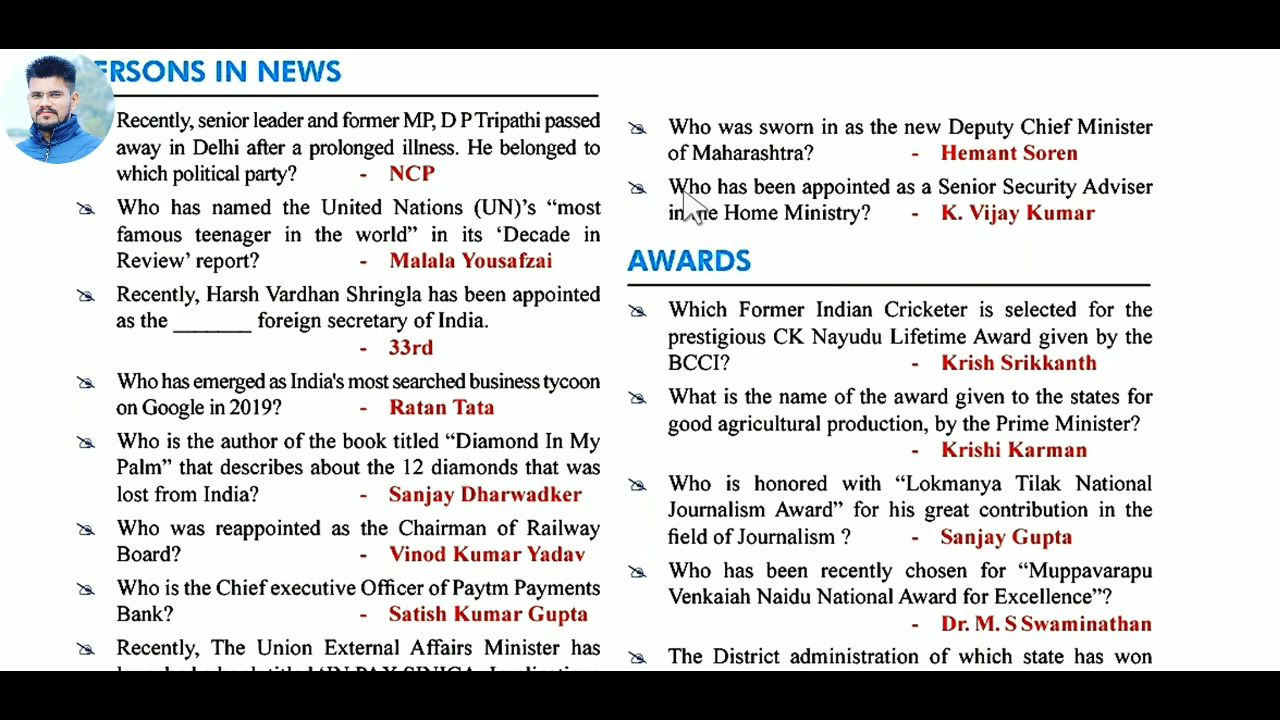 ERSONS IN NEWS
Recently, senior leader and former MP, D P Tripathi passed
away in Delhi after a prolonged illness. He belonged to
which political party? - NCP
Who has named the United Nations (UN)'s “most
famous teenager in the world” in its ‘Decade in
Review’ report? - Malala Yousafzai
Recently, Harsh Vardhan Shringla has been appointed
as the _______ foreign secretary of India.
- 33rd
Who has emerged as India's most searched business tycoon
on Google in 2019? - Ratan Tata
Who is the author of the book titled “Diamond In My
Palm” that describes about the 12 diamonds that was
lost from India? - Sanjay Dharwadker
Who was reappointed as the Chairman of Railway
Board? - Vinod Kumar Yadav
Who is the Chief executive Officer of Paytm Payments
Bank? - Satish Kumar Gupta
Recently, The Union External Affairs Minister has
Who was sworn in as the new Deputy Chief Minister
of Maharashtra? - Hemant Soren
Who has been appointed as a Senior Security Adviser
in the Home Ministry? - K. Vijay Kumar
AWARDS
Which Former Indian Cricketer is selected for the
prestigious CK Nayudu Lifetime Award given by the
BCCI? - Krish Srikkanth
What is the name of the award given to the states for
good agricultural production, by the Prime Minister?
- Krishi Karman
Who is honored with “Lokmanya Tilak National
Journalism Award” for his great contribution in the
field of Journalism ? - Sanjay Gupta
Who has been recently chosen for “Muppavarapu
Venkaiah Naidu National Award for Excellence”?
- Dr. M. S Swaminathan
The District administration of which state has won